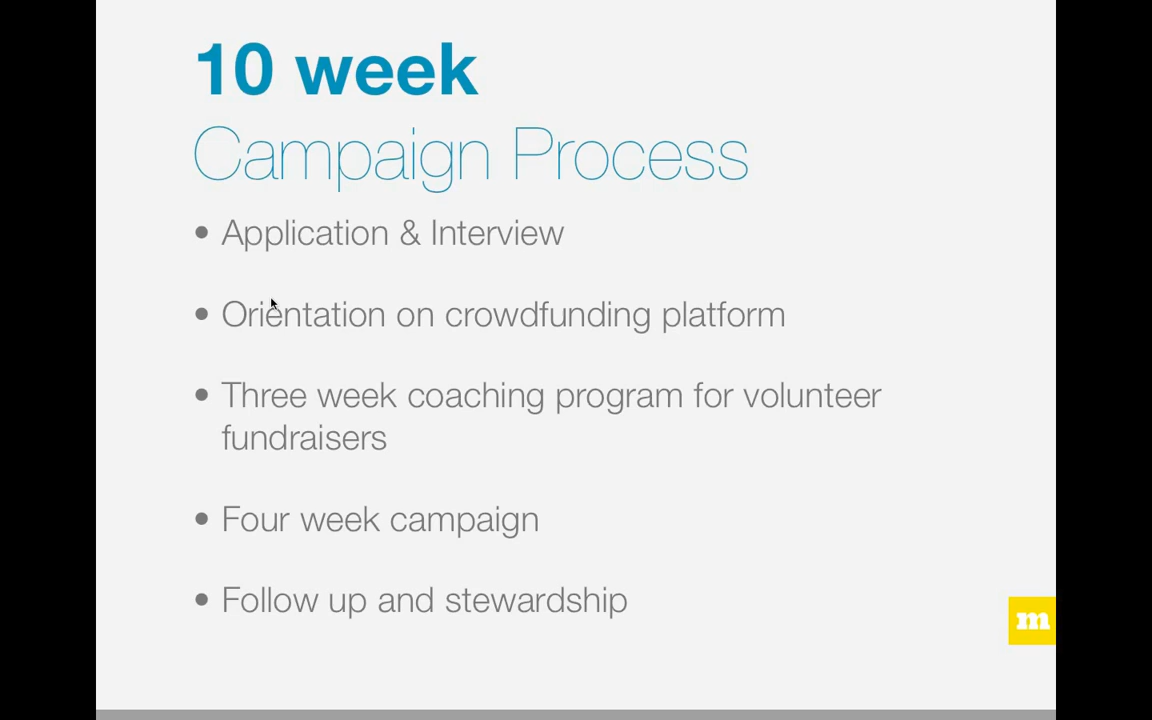 10 week
Campaign Process
• Application & Interview
• Orientation on crowdfunding platform
• Three week coaching program for volunteer
fundraisers
• Four week campaign
• Follow up and stewardship
m